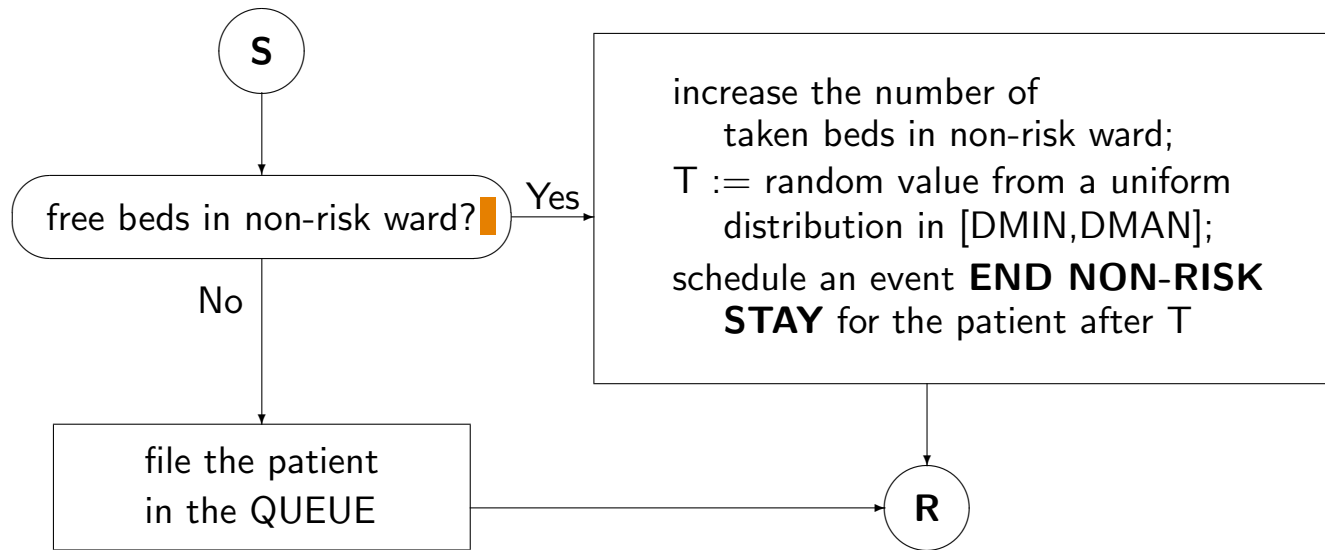 S
free beds in non-risk ward?
Yes
increase the number of
taken beds in non-risk ward;
T := random value from a uniform
distribution in [DMIN,DMAN];
schedule an event END NON-RISK
STAY for the patient after T
No
file the patient
in the QUEUE
R